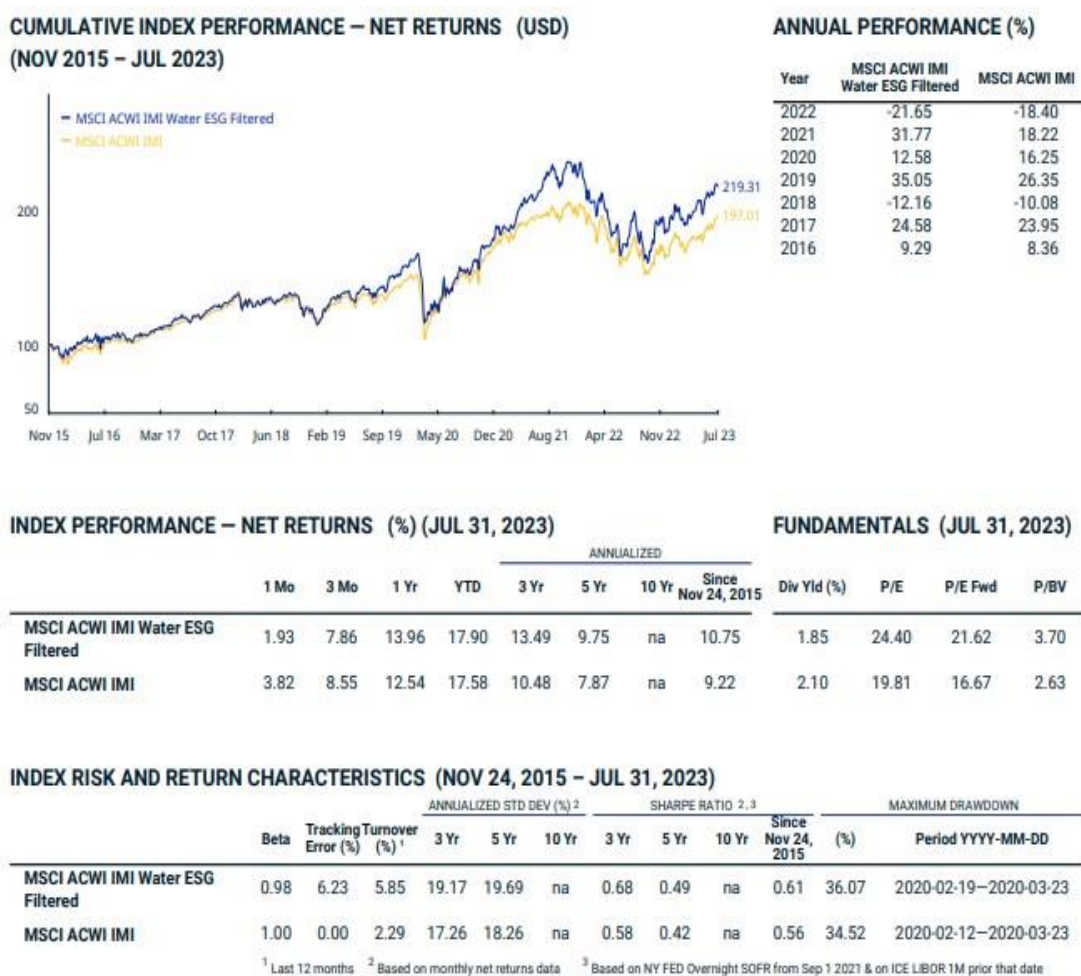 CUMULATIVE INDEX PERFORMANCE — NET RETURNS (USD)
(NOV 2015 – JUL 2023)
MSCI ACWI IMI Water ESG Filtered
MSCI ACWI IMI
200
100
50
219.31
197.01
Nov 15 Jul 16 Mar 17 Oct 17 Jun 18 Feb 19 Sep 19 May 20 Dec 20 Aug 21 Apr 22 Nov 22 Jul 23
ANNUAL PERFORMANCE (%)
Year MSCI ACWI IMI Water ESG Filtered MSCI ACWI IMI
2022 -21.65 -18.40
2021 31.77 18.22
2020 12.58 16.25
2019 35.05 26.35
2018 -12.16 -10.08
2017 24.58 23.95
2016 9.29 8.36
INDEX PERFORMANCE — NET RETURNS (%) (JUL 31, 2023)
ANNUALIZED
1 Mo 3 Mo 1 Yr YTD 3 Yr 5 Yr 10 Yr Since Nov 24, 2015
MSCI ACWI IMI Water ESG Filtered 1.93 7.86 13.96 17.90 13.49 9.75 na 10.75
MSCI ACWI IMI 3.82 8.55 12.54 17.58 10.48 7.87 na 9.22
FUNDAMENTALS (JUL 31, 2023)
Div Yld (%) P/E P/E Fwd P/BV
1.85 24.40 21.62 3.70
2.10 19.81 16.67 2.63
INDEX RISK AND RETURN CHARACTERISTICS (NOV 24, 2015 – JUL 31, 2023)
ANNUALIZED STD DEV (%) 2 SHARPE RATIO 2, 3 MAXIMUM DRAWDOWN
Beta Tracking Error (%) Turnover (%) 1 3 Yr 5 Yr 10 Yr 3 Yr 5 Yr 10 Yr Since Nov 24, 2015 (%) Period YYYY-MM-DD
MSCI ACWI IMI Water ESG Filtered 0.98 6.23 5.85 19.17 19.69 na 0.68 0.49 na 0.61 36.07 2020-02-19—2020-03-23
MSCI ACWI IMI 1.00 0.00 2.29 17.26 18.26 na 0.58 0.42 na 0.56 34.52 2020-02-12—2020-03-23
1 Last 12 months 2 Based on monthly net returns data 3 Based on NY FED Overnight SOFR from Sep 1 2021 & on ICE LIBOR 1M prior that date